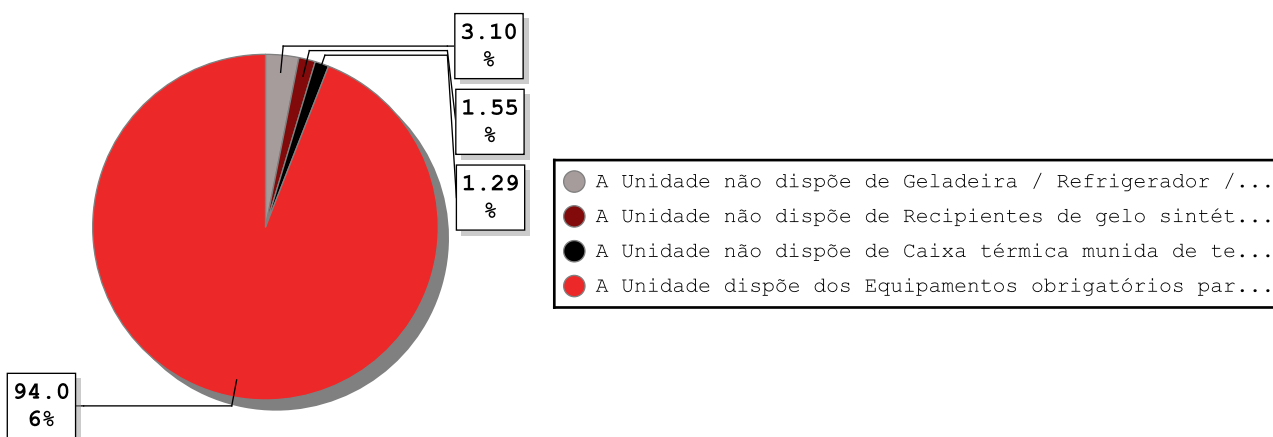 3.10
%
1.55
%
1.29
%
A Unidade não dispõe de Geladeira / Refrigerador /...
A Unidade não dispõe de Recipientes de gelo sintét...
A Unidade não dispõe de Caixa térmica munida de te...
A Unidade dispõe dos Equipamentos obrigatórios par...
94.0
6%